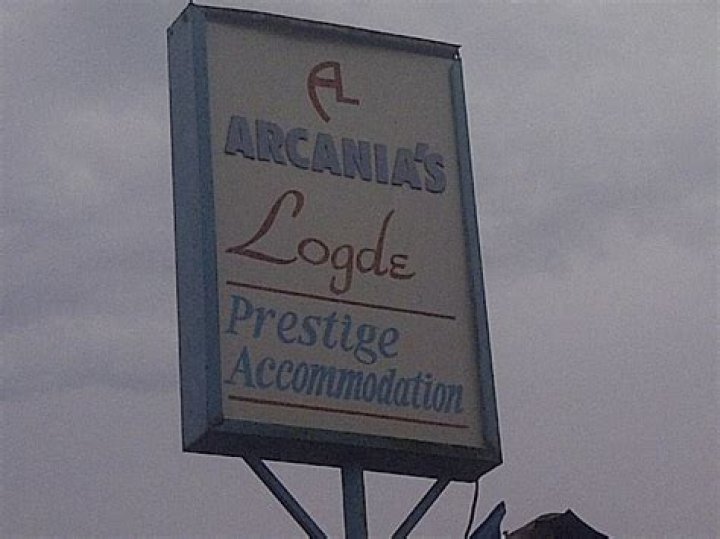 AL
ARCANIA'S
Logde
Prestige
Accommodation